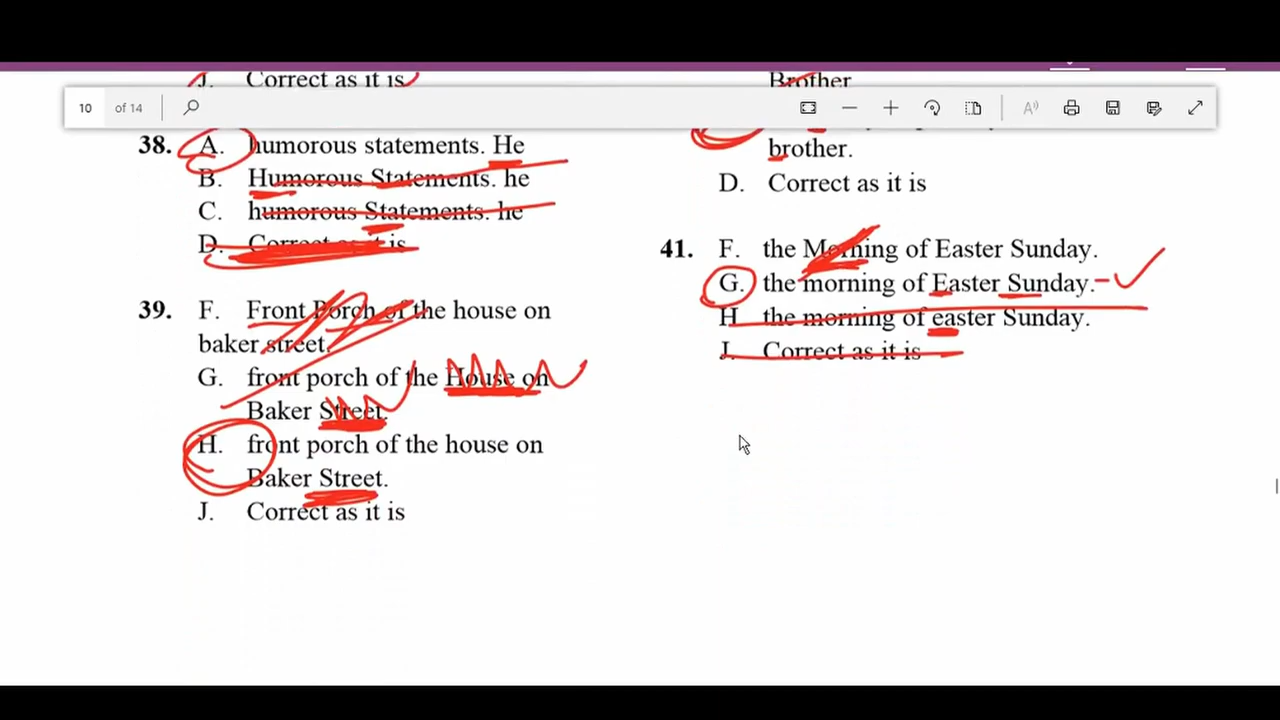 J. Correct as it is
10 of 14
38. A. humorous statements. He
B. Humorous Statements. he
C. humorous Statements. he
D. Correct as it is
39. F. Front Porch of the house on
baker street.
G. front porch of the House on
Baker Street.
H. front porch of the house on
Baker Street.
J. Correct as it is
Brother
brother.
D. Correct as it is
41. F. the Morning of Easter Sunday.
G. the morning of Easter Sunday.
H. the morning of easter Sunday.
J. Correct as it is